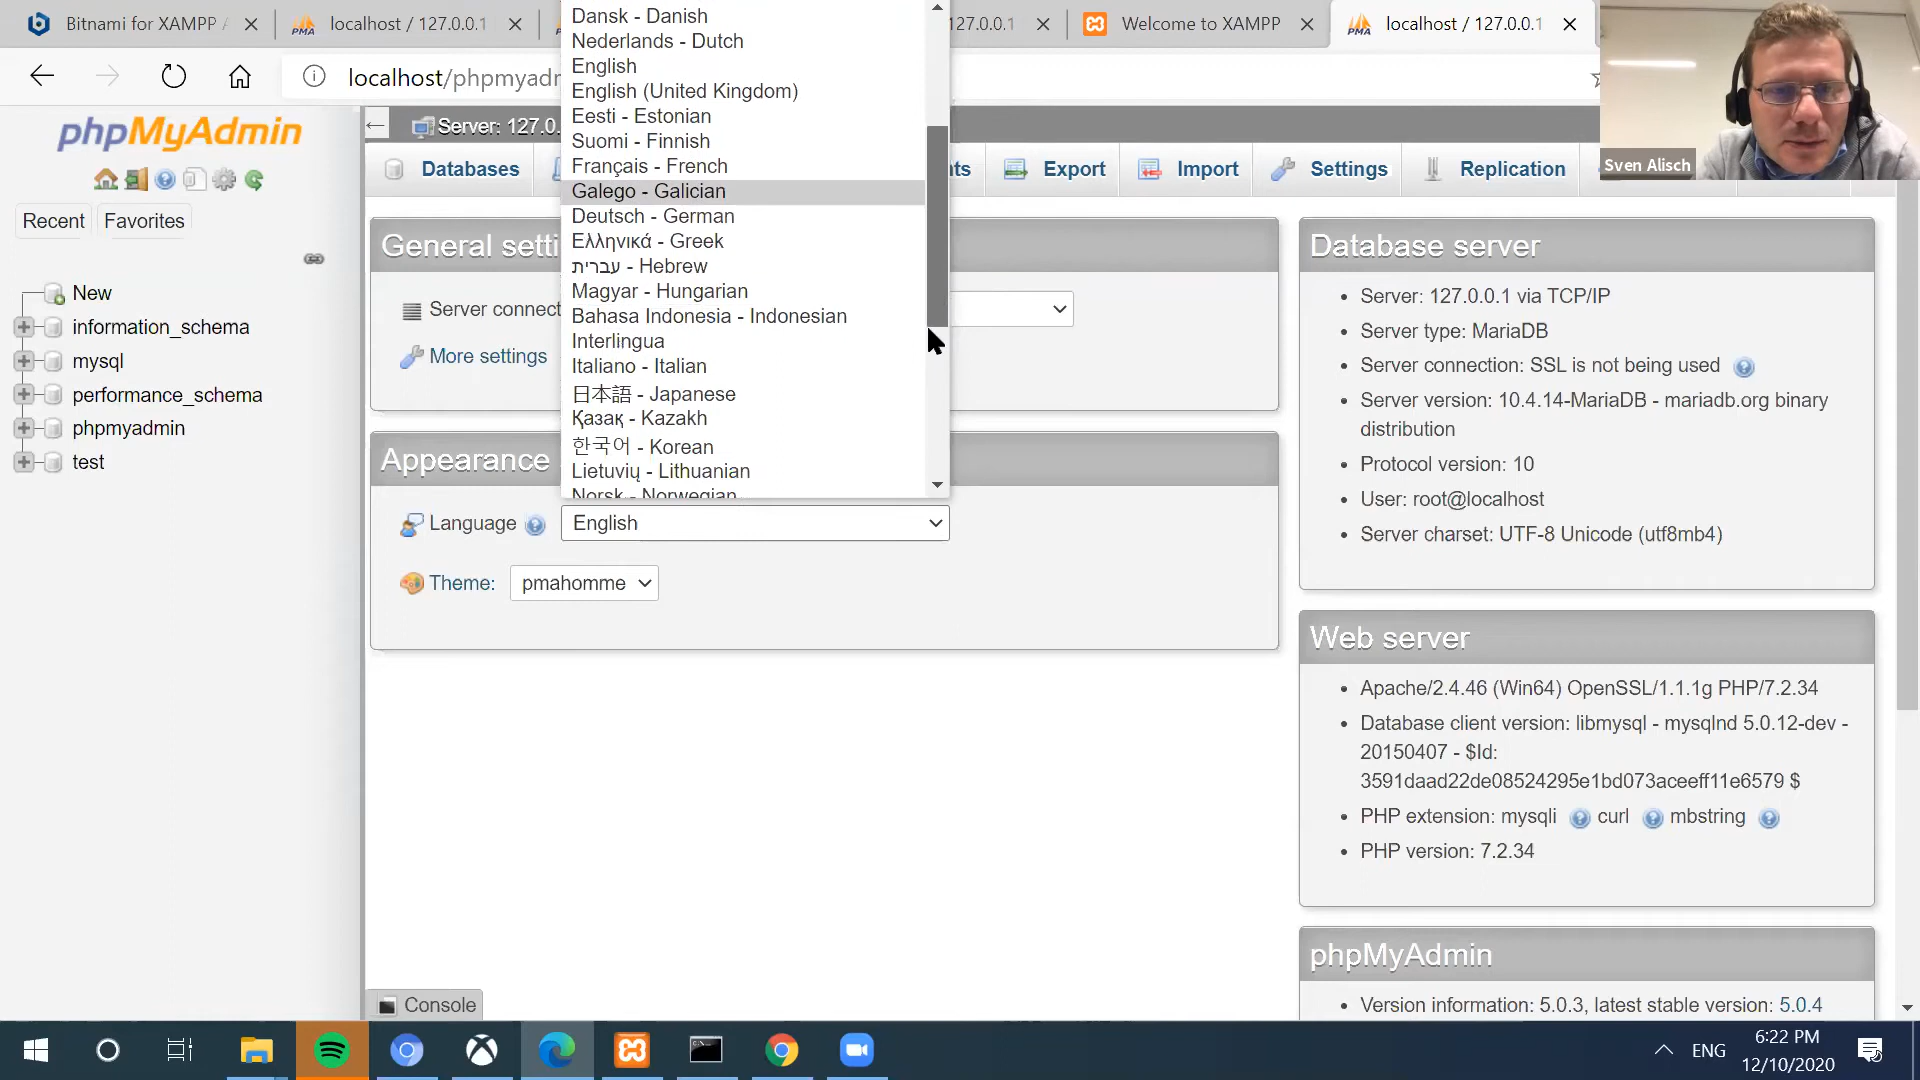 Bitnami for XAMPP
localhost / 127.0.0.1
127.0.0.1
Welcome to XAMPP
localhost / 127.0.0.1
localhost/phpmyadm
phpMyAdmin
Recent
Favorites
New
information_schema
mysql
performance_schema
phpmyadmin
test
Server: 127.0.
Databases
nts
Export
Import
Settings
Replication
General setti
Server connect
More settings
Appearance
Language
English
Theme:
pmahomme
Dansk - Danish
Nederlands - Dutch
English
English (United Kingdom)
Eesti - Estonian
Suomi - Finnish
Français - French
Galego - Galician
Deutsch - German
Ελληνικά - Greek
עברית - Hebrew
Magyar - Hungarian
Bahasa Indonesia - Indonesian
Interlingua
Italiano - Italian
日本語 - Japanese
Қазақ - Kazakh
한국어 - Korean
Lietuvių - Lithuanian
Norsk - Norwegian
Sven Alisch
Database server
Server: 127.0.0.1 via TCP/IP
Server type: MariaDB
Server connection: SSL is not being used
Server version: 10.4.14-MariaDB - mariadb.org binary
distribution
Protocol version: 10
User: root@localhost
Server charset: UTF-8 Unicode (utf8mb4)
Web server
Apache/2.4.46 (Win64) OpenSSL/1.1.1g PHP/7.2.34
Database client version: libmysql - mysqlnd 5.0.12-dev -
20150407 - $Id:
3591daad22de08524295e1bd073aceeff11e6579 $
PHP extension: mysqli curl mbstring
PHP version: 7.2.34
phpMyAdmin
Version information: 5.0.3, latest stable version: 5.0.4
Console
ENG
6:22 PM
12/10/2020